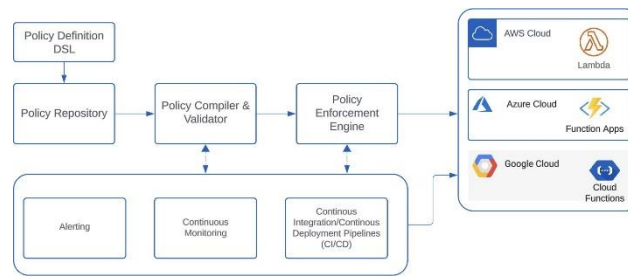 Policy Definition
DSL
Policy Repository
Policy Compiler &
Validator
Policy
Enforcement
Engine
AWS Cloud
Lambda
Azure Cloud
Function Apps
Google Cloud
Cloud
Functions
Alerting
Continuous
Monitoring
Continous
Integration/Continous
Deployment Pipelines
(CI/CD)